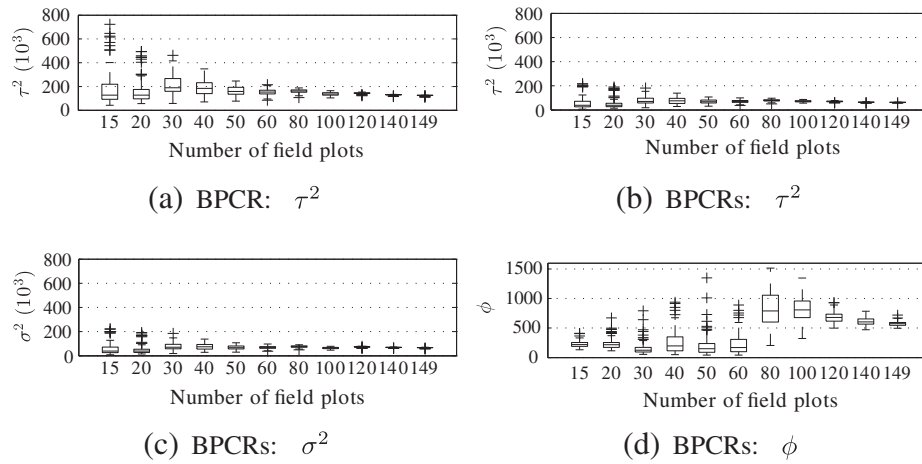 800
600
400
200
0
τ² (10³)
15 20 30 40 50 60 80 100 120 140 149
Number of field plots
(a) BPCR: τ²
800
600
400
200
0
τ² (10³)
15 20 30 40 50 60 80 100 120 140 149
Number of field plots
(b) BPCRs: τ²
800
600
400
200
0
σ² (10³)
15 20 30 40 50 60 80 100 120 140 149
Number of field plots
(c) BPCRs: σ²
1500
1000
500
0
ϕ
15 20 30 40 50 60 80 100 120 140 149
Number of field plots
(d) BPCRs: ϕ